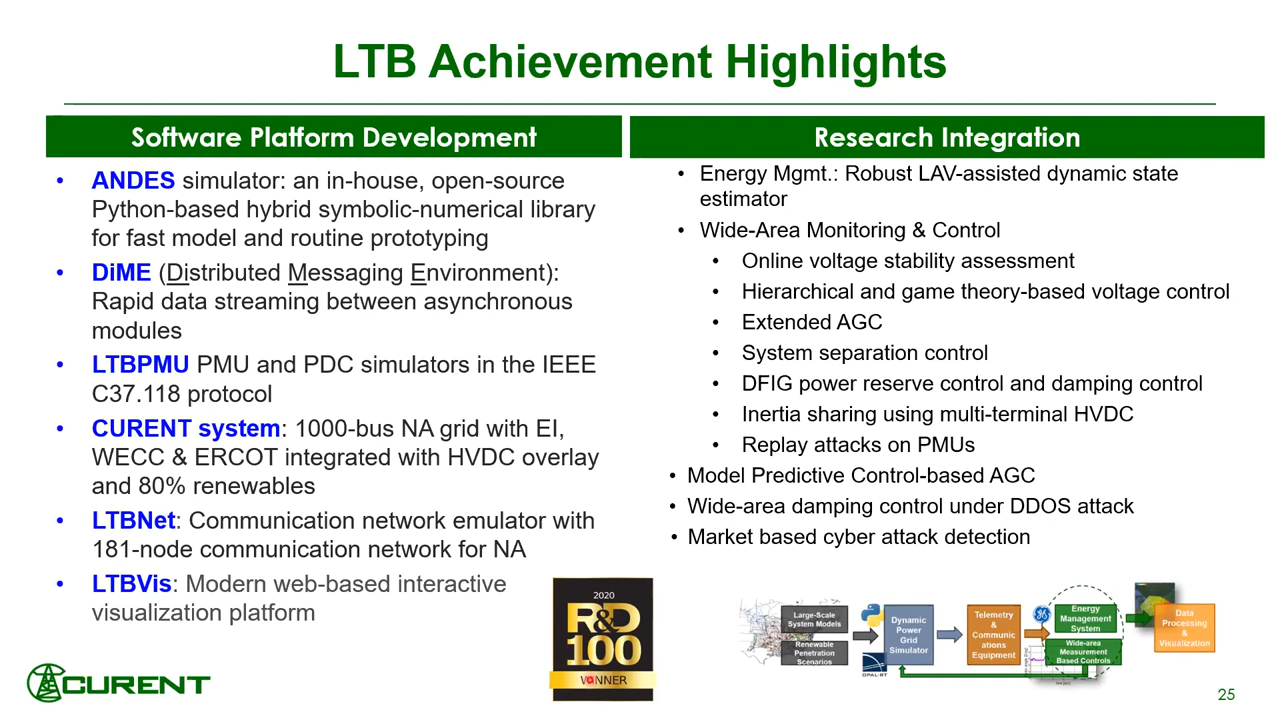 LTB Achievement Highlights
Software Platform Development
• ANDES simulator: an in-house, open-source
Python-based hybrid symbolic-numerical library
for fast model and routine prototyping
• DiME (Distributed Messaging Environment):
Rapid data streaming between asynchronous
modules
• LTBPMU PMU and PDC simulators in the IEEE
C37.118 protocol
• CURENT system: 1000-bus NA grid with EI,
WECC & ERCOT integrated with HVDC overlay
and 80% renewables
• LTBNet: Communication network emulator with
181-node communication network for NA
• LTBVis: Modern web-based interactive
visualization platform
Research Integration
• Energy Mgmt.: Robust LAV-assisted dynamic state
estimator
• Wide-Area Monitoring & Control
• Online voltage stability assessment
• Hierarchical and game theory-based voltage control
• Extended AGC
• System separation control
• DFIG power reserve control and damping control
• Inertia sharing using multi-terminal HVDC
• Replay attacks on PMUs
• Model Predictive Control-based AGC
• Wide-area damping control under DDOS attack
• Market based cyber attack detection
2020
R&D
100
WINNER
Large-Scale
System Models
Renewable
Penetration
Scenarios
Dynamic
Power
Grid
Simulator
OPAL-RT
Telemetry
&
Communic
ations
Equipment
Energy
Management
System
Wide-area
Measurement
Based Controls
Data
Processing
&
Visualization
CURENT
25